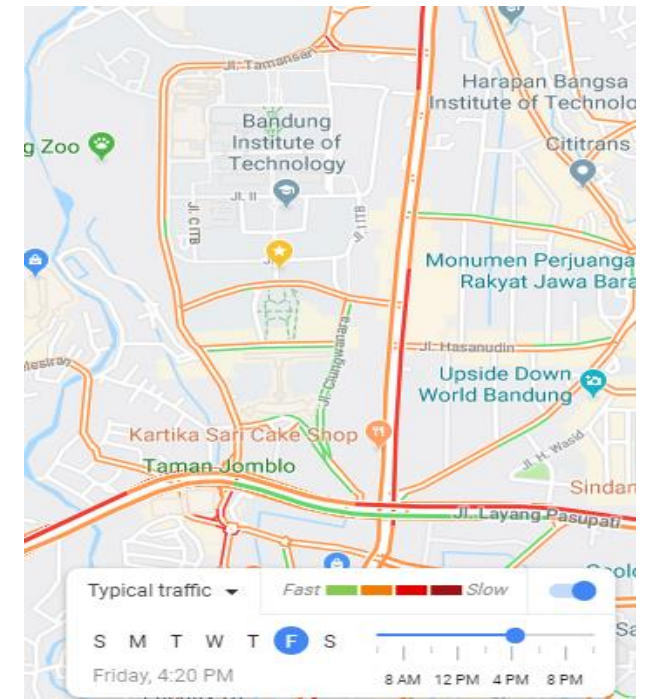 Jl. Tamansari
Harapan Bangsa
Institute of Technolo
Bandung
Institute of
Technology
g Zoo
Cititrans
Jl. II
Jl. C ITB
Jl. I ITB
Monumen Perjuanga
Rakyat Jawa Bara
Jl. Ciungwanara
Jl. Hasanudin
lesiran
Upside Down
World Bandung
Kartika Sari Cake Shop
Jl. H. Wasid
Taman Jomblo
Sindan
Jl. Layang Pasupati
Typical traffic
Fast
Slow
S M T W T F S
Friday, 4:20 PM
8 AM 12 PM 4 PM 8 PM